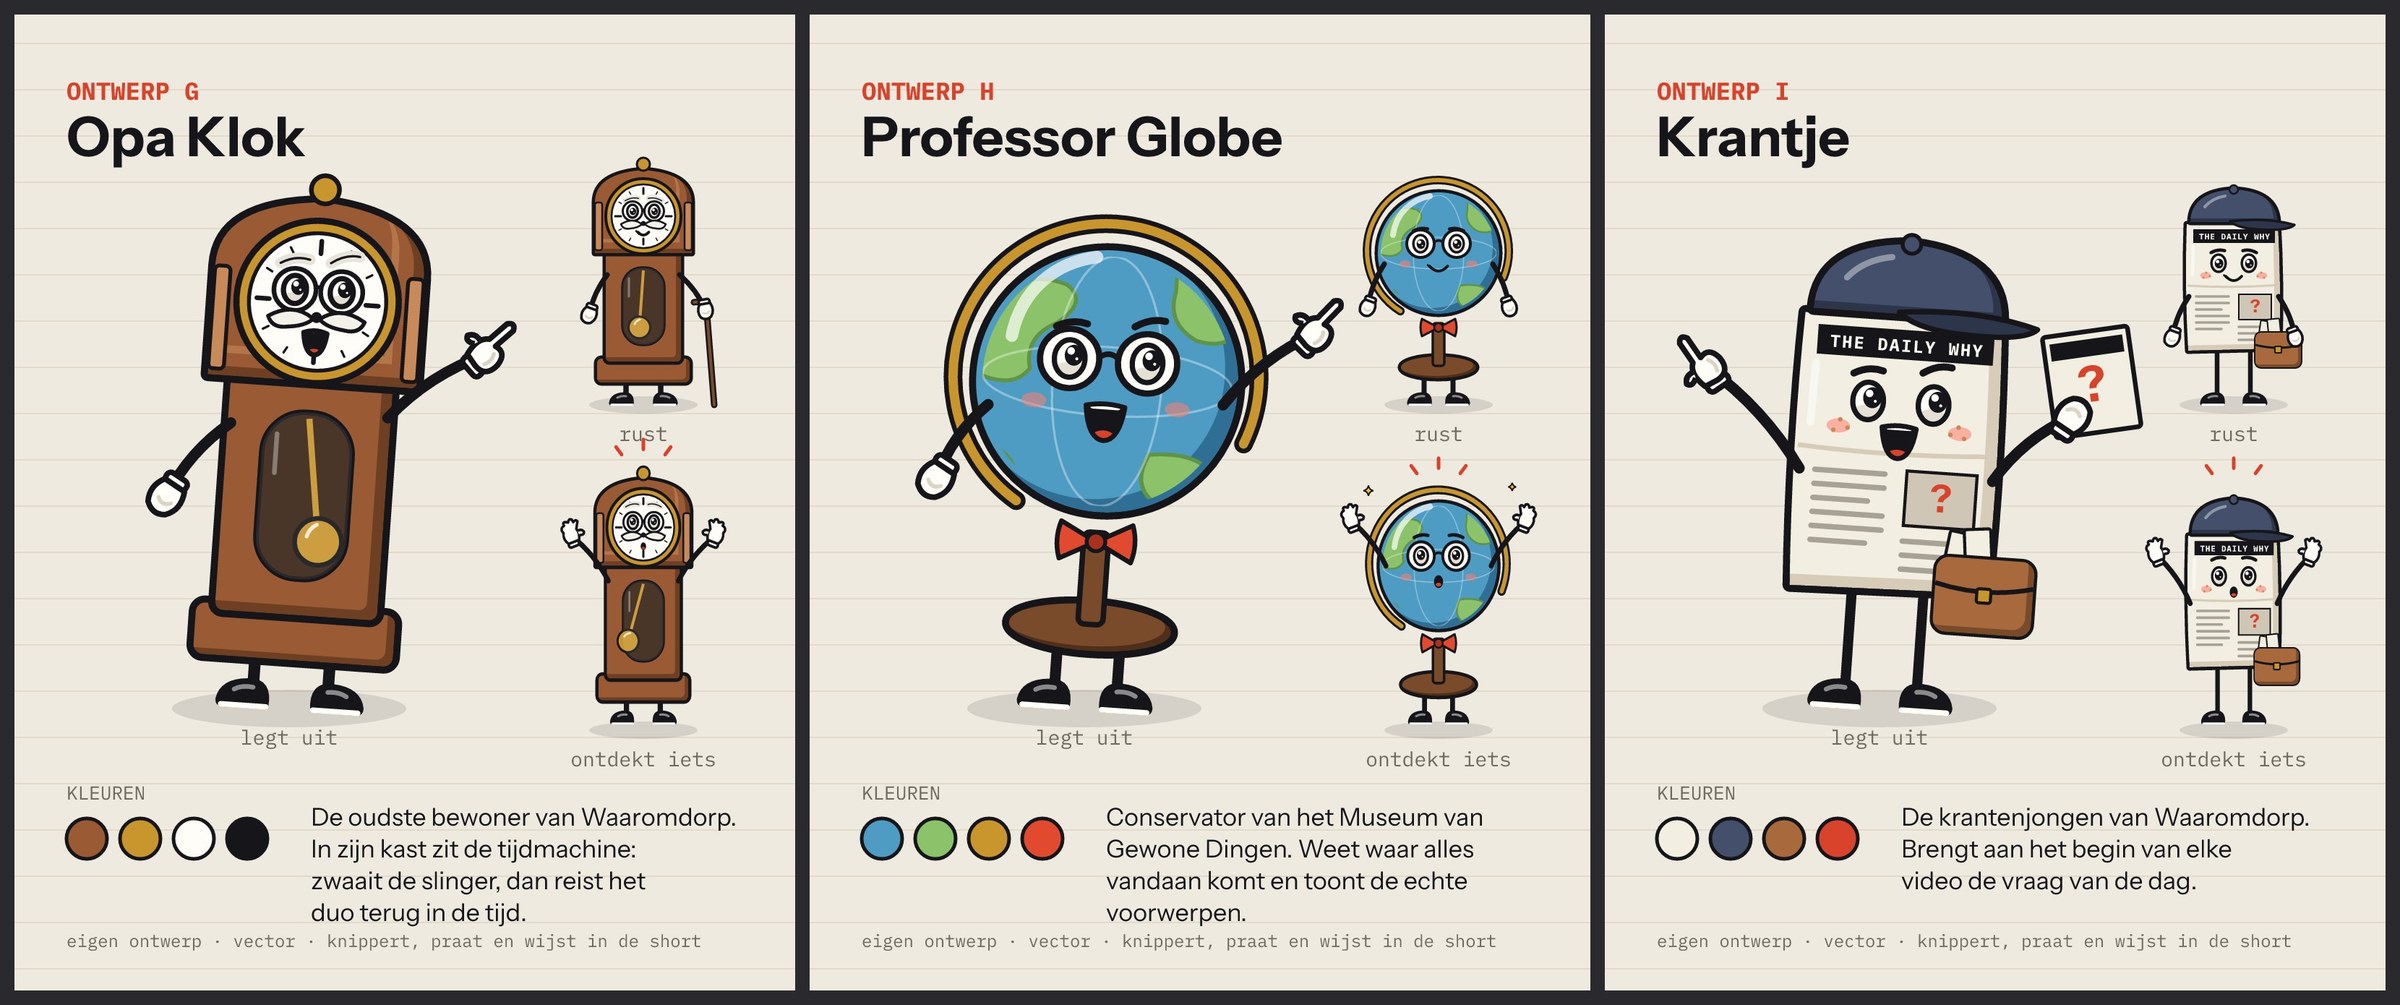 ONTWERP G
Opa Klok
rust
legt uit
ontdekt iets
KLEUREN
De oudste bewoner van Waaromdorp.
In zijn kast zit de tijdmachine:
zwaait de slinger, dan reist het
duo terug in de tijd.
eigen ontwerp · vector · knippert, praat en wijst in de short
ONTWERP H
Professor Globe
rust
legt uit
ontdekt iets
KLEUREN
Conservator van het Museum van
Gewone Dingen. Weet waar alles
vandaan komt en toont de echte
voorwerpen.
eigen ontwerp · vector · knippert, praat en wijst in de short
ONTWERP I
Krantje
THE DAILY WHY
?
?
THE DAILY WHY
?
rust
THE DAILY WHY
?
legt uit
ontdekt iets
KLEUREN
De krantenjongen van Waaromdorp.
Brengt aan het begin van elke
video de vraag van de dag.
eigen ontwerp · vector · knippert, praat en wijst in de short